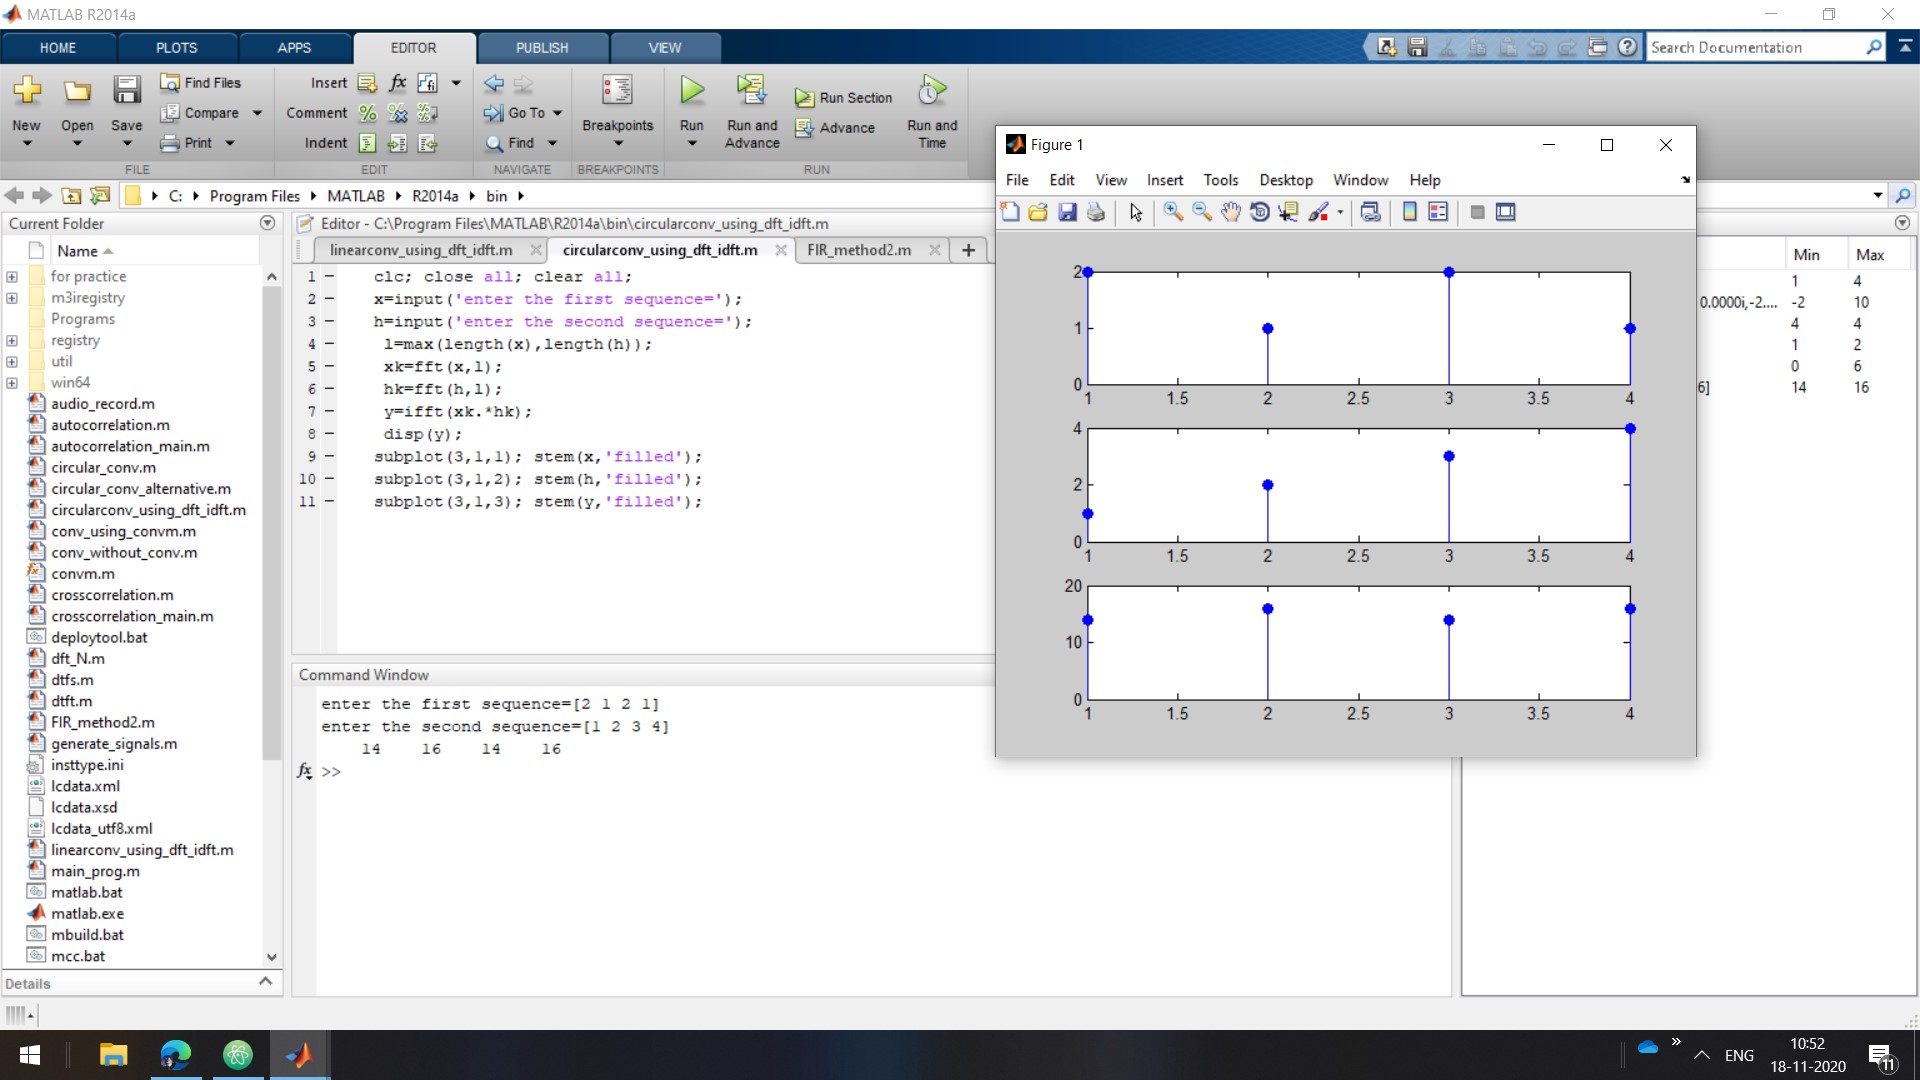 MATLAB R2014a
HOME PLOTS APPS EDITOR PUBLISH VIEW
Search Documentation
New Open Save
Find Files
Compare
Print
FILE
Insert fx
Comment
Indent
EDIT
Go To
Find
NAVIGATE
Breakpoints
BREAKPOINTS
Run
Run and Advance
Run Section
Advance
Run and Time
RUN
C: Program Files MATLAB R2014a bin
Current Folder
Name
for practice
m3iregistry
Programs
registry
util
win64
audio_record.m
autocorrelation.m
autocorrelation_main.m
circular_conv.m
circular_conv_alternative.m
circularconv_using_dft_idft.m
conv_using_convm.m
conv_without_conv.m
convm.m
crosscorrelation.m
crosscorrelation_main.m
deploytool.bat
dft_N.m
dtfs.m
dtft.m
FIR_method2.m
generate_signals.m
insttype.ini
lcdata.xml
lcdata.xsd
lcdata_utf8.xml
linearconv_using_dft_idft.m
main_prog.m
matlab.bat
matlab.exe
mbuild.bat
mcc.bat
Details
Editor - C:\Program Files\MATLAB\R2014a\bin\circularconv_using_dft_idft.m
linearconv_using_dft_idft.m circularconv_using_dft_idft.m FIR_method2.m
1 – clc; close all; clear all;
2 – x=input('enter the first sequence=');
3 – h=input('enter the second sequence=');
4 – l=max(length(x),length(h));
5 – xk=fft(x,l);
6 – hk=fft(h,l);
7 – y=ifft(xk.*hk);
8 – disp(y);
9 – subplot(3,1,1); stem(x,'filled');
10 – subplot(3,1,2); stem(h,'filled');
11 – subplot(3,1,3); stem(y,'filled');
Command Window
enter the first sequence=[2 1 2 1]
enter the second sequence=[1 2 3 4]
14 16 14 16
fx >>
Figure 1
File Edit View Insert Tools Desktop Window Help
2
1
0
1 1.5 2 2.5 3 3.5 4
4
2
0
1 1.5 2 2.5 3 3.5 4
20
10
0
1 1.5 2 2.5 3 3.5 4
Min Max
1 4
0.0000i,-2.... -2 10
4 4
1 2
0 6
6] 14 16
ENG
10:52
18-11-2020
11